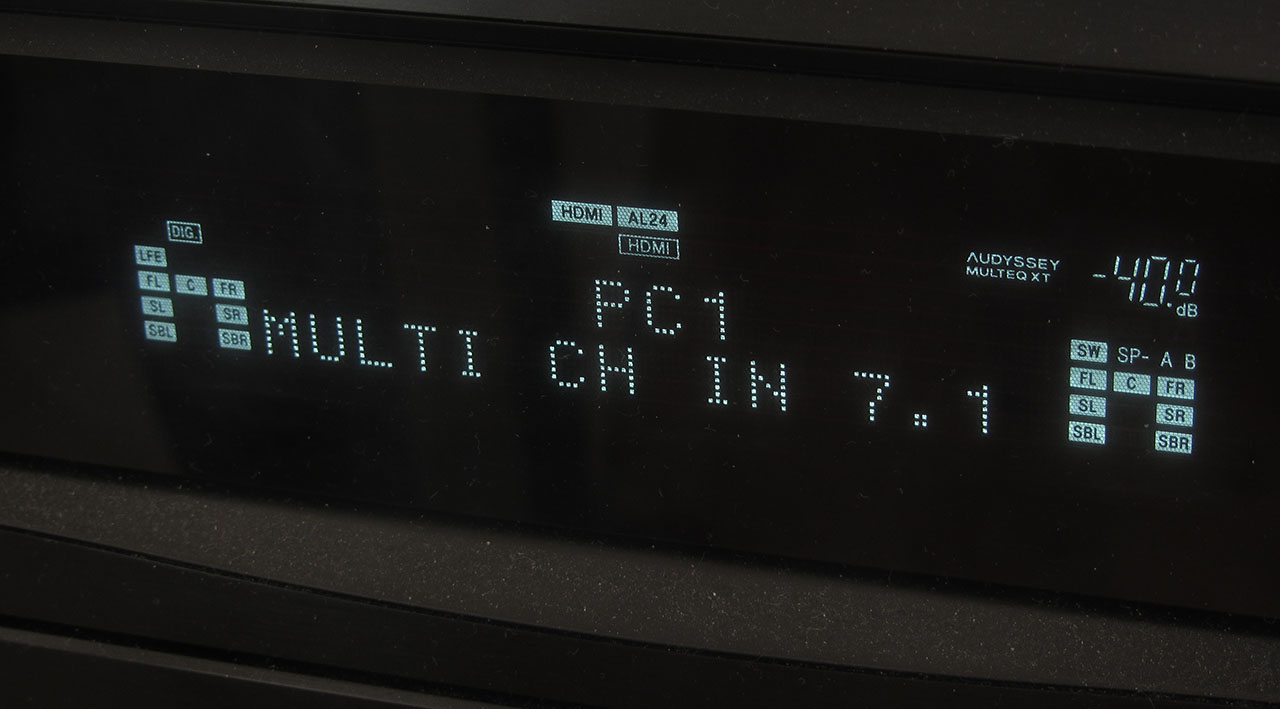 DIG.
LFE
FL C FR
SL SR
SBL SBR
HDMI AL24
HDMI
PC1
MULTI CH IN 7.1
AUDYSSEY
MULTEQ XT
-40.0
dB
SW SP- A B
FL C FR
SL SR
SBL SBR